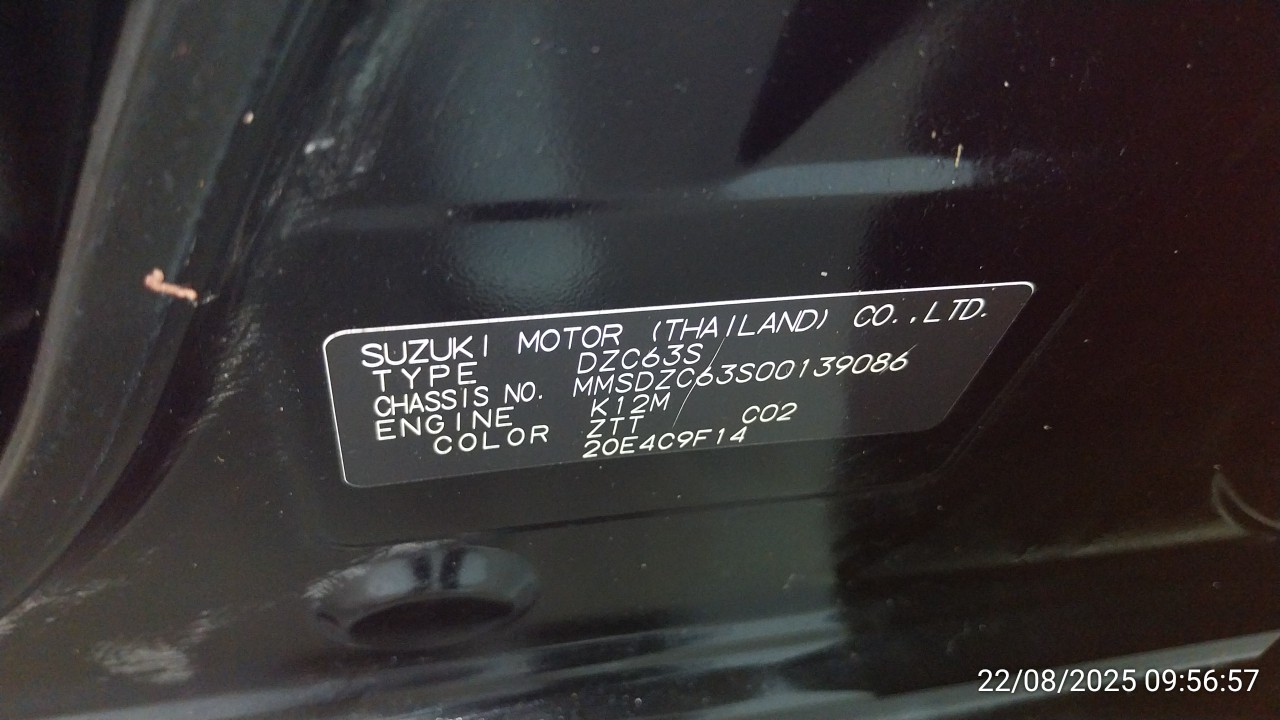 SUZUKI MOTOR (THAILAND) CO.,LTD.
TYPE DZC63S
CHASSIS NO. MMSDZC63S00139086
ENGINE K12M
COLOR ZTT C02
20E4C9F14
22/08/2025 09:56:57